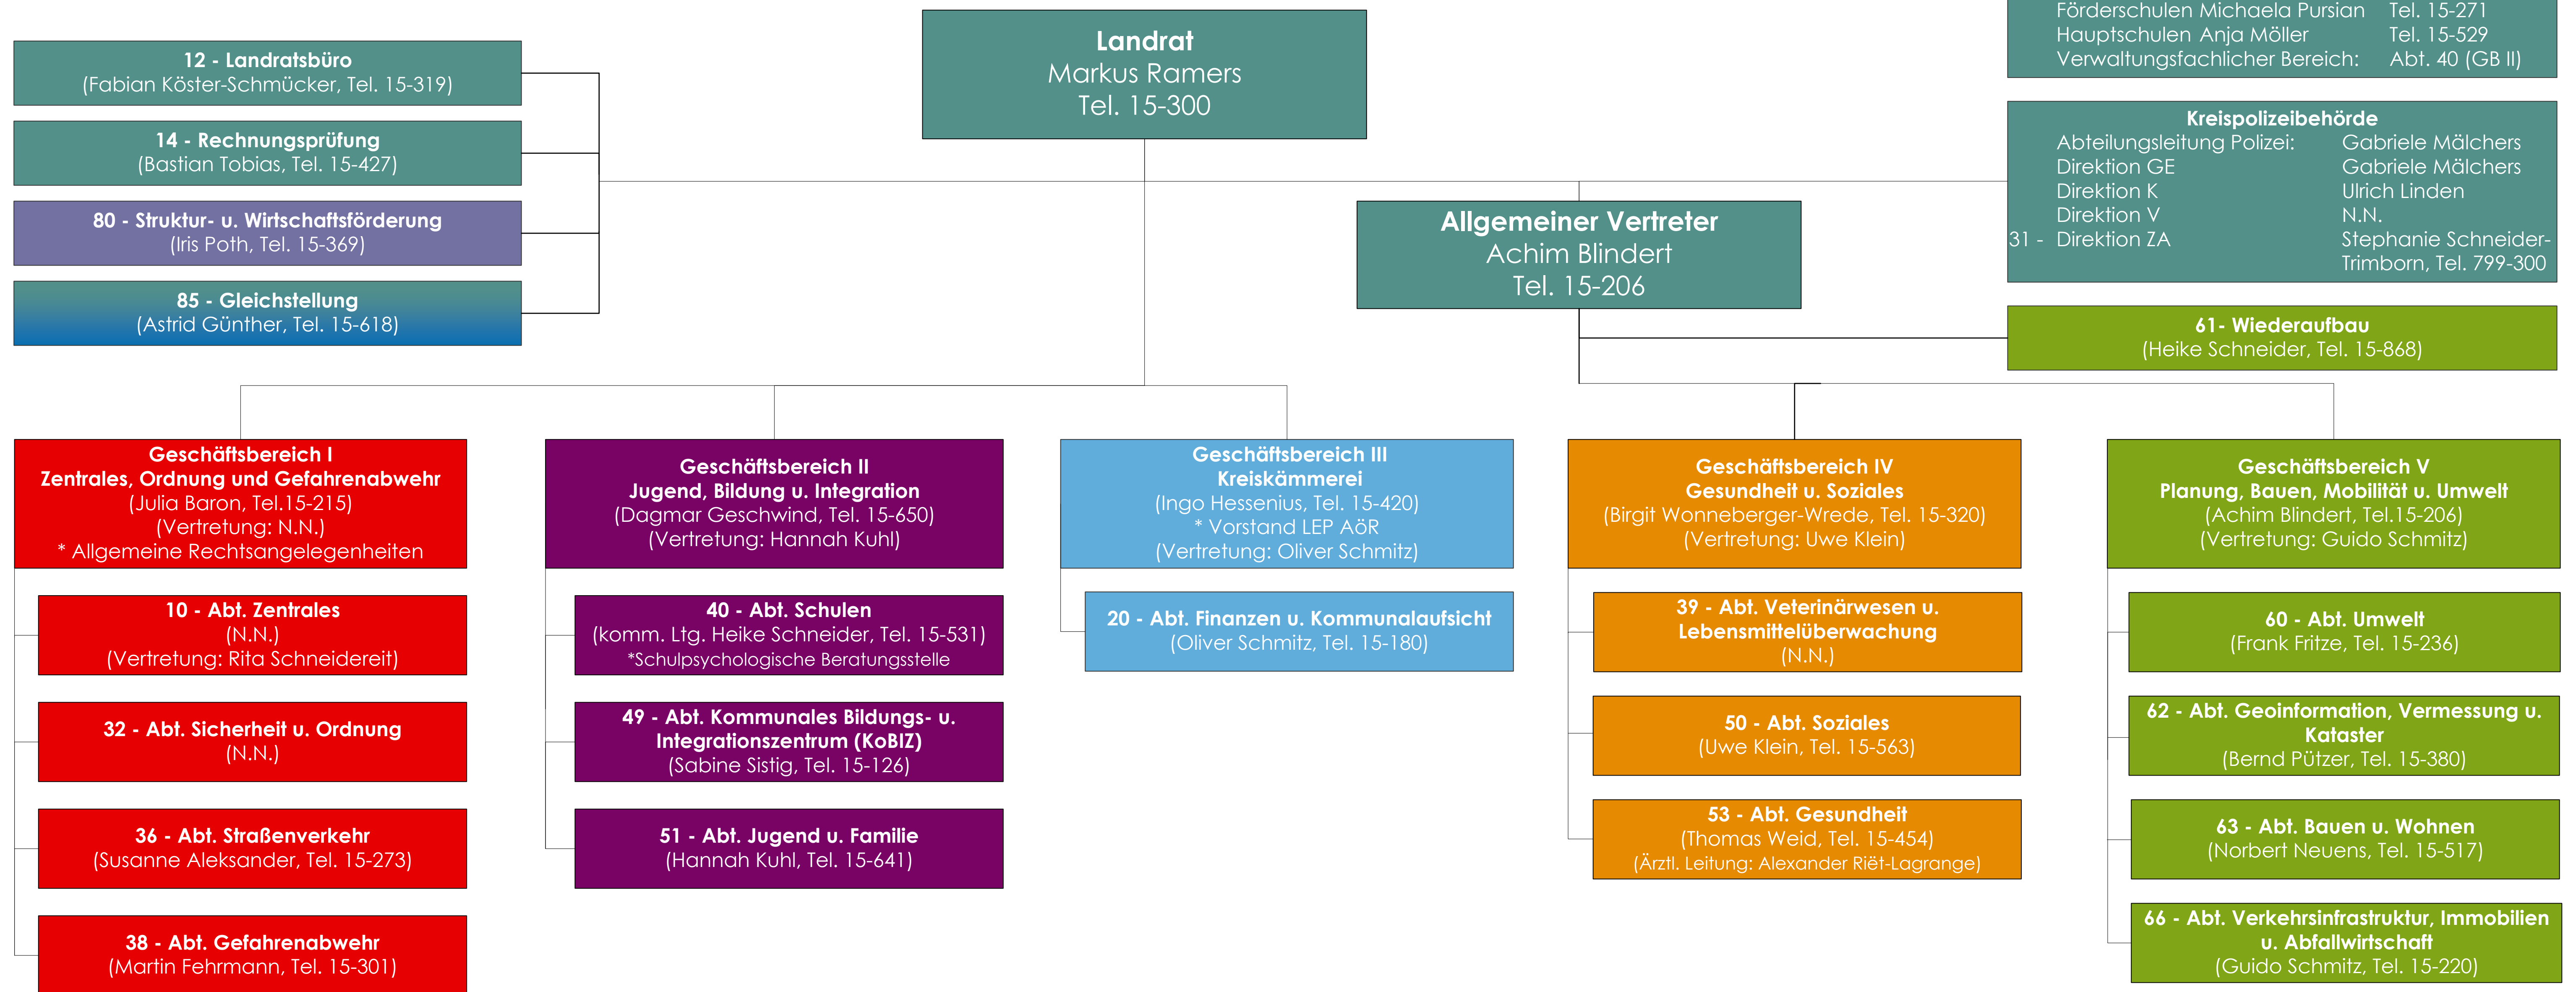 Landrat
Markus Ramers
Tel. 15-300
12 - Landratsbüro
(Fabian Köster-Schmücker, Tel. 15-319)
14 - Rechnungsprüfung
(Bastian Tobias, Tel. 15-427)
80 - Struktur- u. Wirtschaftsförderung
(Iris Poth, Tel. 15-369)
85 - Gleichstellung
(Astrid Günther, Tel. 15-618)
Förderschulen Michaela Pursian Tel. 15-271
Hauptschulen Anja Möller Tel. 15-529
Verwaltungsfachlicher Bereich: Abt. 40 (GB II)
Kreispolizeibehörde
Abteilungsleitung Polizei: Gabriele Mälchers
Direktion GE Gabriele Mälchers
Direktion K Ulrich Linden
Direktion V N.N.
31 - Direktion ZA Stephanie Schneider-
Trimborn, Tel. 799-300
Allgemeiner Vertreter
Achim Blindert
Tel. 15-206
61- Wiederaufbau
(Heike Schneider, Tel. 15-868)
Geschäftsbereich I
Zentrales, Ordnung und Gefahrenabwehr
(Julia Baron, Tel.15-215)
(Vertretung: N.N.)
* Allgemeine Rechtsangelegenheiten
10 - Abt. Zentrales
(N.N.)
(Vertretung: Rita Schneidereit)
32 - Abt. Sicherheit u. Ordnung
(N.N.)
36 - Abt. Straßenverkehr
(Susanne Aleksander, Tel. 15-273)
38 - Abt. Gefahrenabwehr
(Martin Fehrmann, Tel. 15-301)
Geschäftsbereich II
Jugend, Bildung u. Integration
(Dagmar Geschwind, Tel. 15-650)
(Vertretung: Hannah Kuhl)
40 - Abt. Schulen
(komm. Ltg. Heike Schneider, Tel. 15-531)
*Schulpsychologische Beratungsstelle
49 - Abt. Kommunales Bildungs- u.
Integrationszentrum (KoBIZ)
(Sabine Sistig, Tel. 15-126)
51 - Abt. Jugend u. Familie
(Hannah Kuhl, Tel. 15-641)
Geschäftsbereich III
Kreiskämmerei
(Ingo Hessenius, Tel. 15-420)
* Vorstand LEP AöR
(Vertretung: Oliver Schmitz)
20 - Abt. Finanzen u. Kommunalaufsicht
(Oliver Schmitz, Tel. 15-180)
Geschäftsbereich IV
Gesundheit u. Soziales
(Birgit Wonneberger-Wrede, Tel. 15-320)
(Vertretung: Uwe Klein)
39 - Abt. Veterinärwesen u.
Lebensmittelüberwachung
(N.N.)
50 - Abt. Soziales
(Uwe Klein, Tel. 15-563)
53 - Abt. Gesundheit
(Thomas Weid, Tel. 15-454)
(Ärztl. Leitung: Alexander Riët-Lagrange)
Geschäftsbereich V
Planung, Bauen, Mobilität u. Umwelt
(Achim Blindert, Tel.15-206)
(Vertretung: Guido Schmitz)
60 - Abt. Umwelt
(Frank Fritze, Tel. 15-236)
62 - Abt. Geoinformation, Vermessung u.
Kataster
(Bernd Pützer, Tel. 15-380)
63 - Abt. Bauen u. Wohnen
(Norbert Neuens, Tel. 15-517)
66 - Abt. Verkehrsinfrastruktur, Immobilien
u. Abfallwirtschaft
(Guido Schmitz, Tel. 15-220)